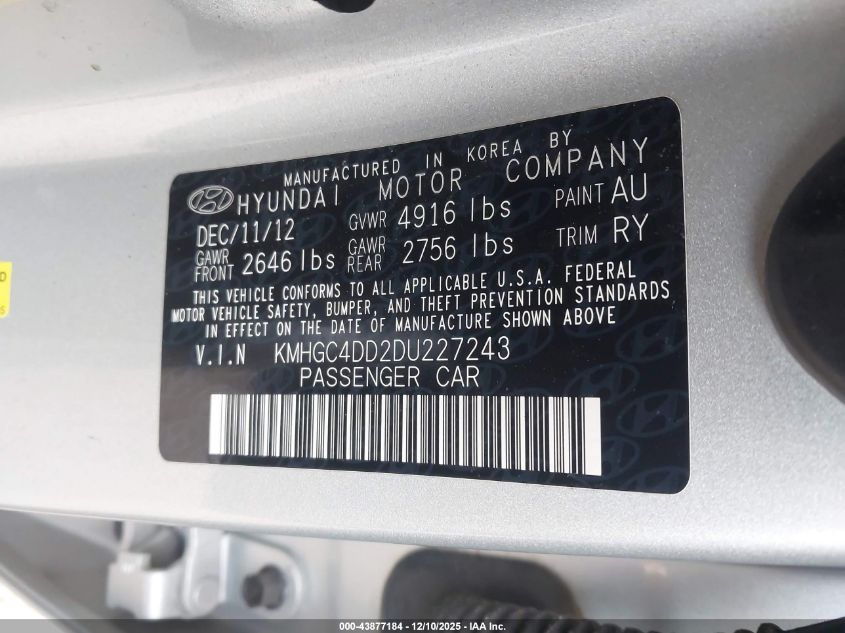 MANUFACTURED IN KOREA BY
HYUNDAI MOTOR COMPANY
DEC/11/12 GVWR 4916 lbs PAINT AU
GAWR FRONT 2646 lbs GAWR REAR 2756 lbs TRIM RY
THIS VEHICLE CONFORMS TO ALL APPLICABLE U.S.A. FEDERAL
MOTOR VEHICLE SAFETY, BUMPER, AND THEFT PREVENTION STANDARDS
IN EFFECT ON THE DATE OF MANUFACTURE SHOWN ABOVE
V.I.N KMHGC4DD2DU227243
PASSENGER CAR
000-43877184 - 12/10/2025 - IAA Inc.